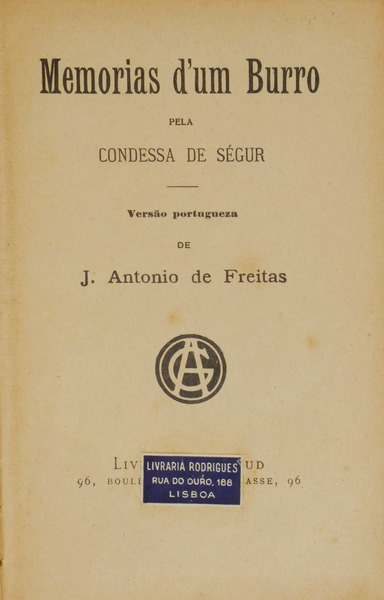 Memorias d'um Burro
PELA
CONDESSA DE SÉGUR
Versão portugueza
DE
J. Antonio de Freitas
AG
LIV UD
LIVRARIA RODRIGUES
RUA DO OURO, 188
LISBOA
96, BOUL ASSE, 96